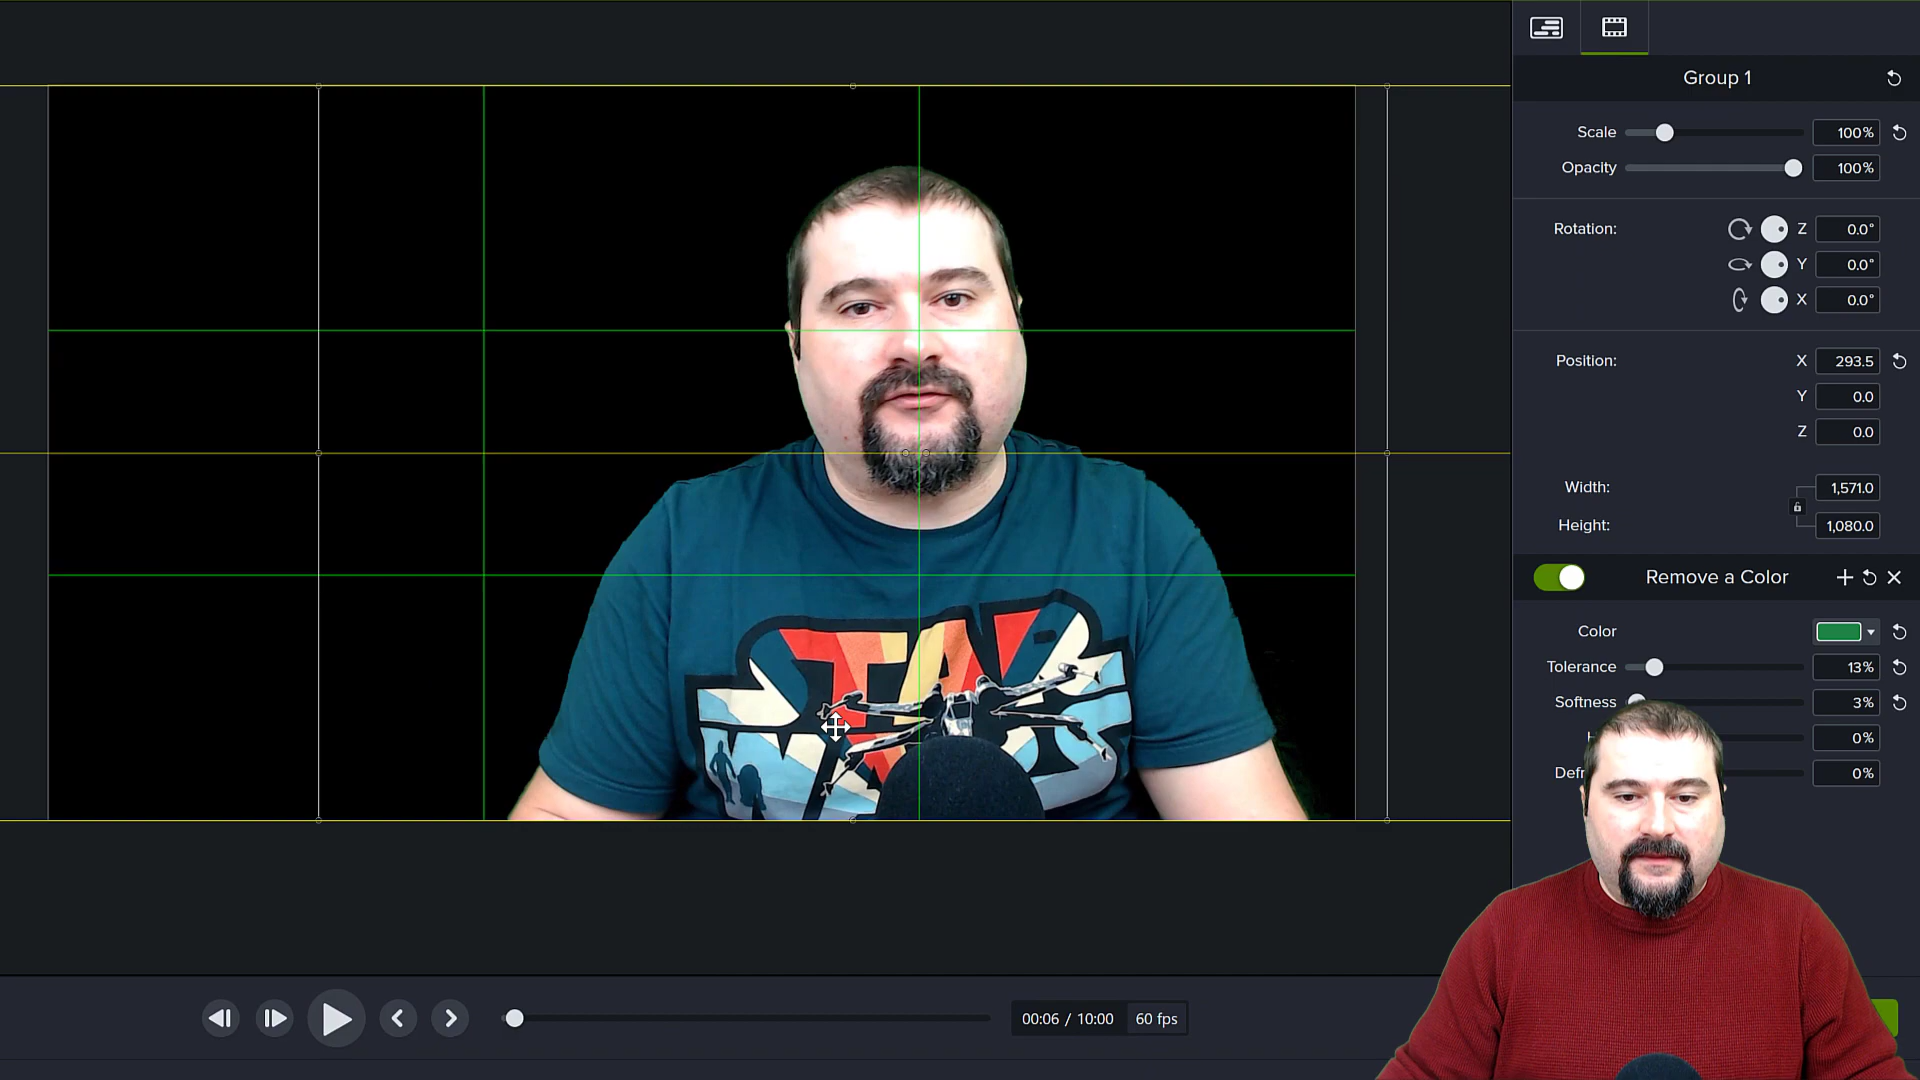 Group 1
Scale 100%
Opacity 100%
Rotation: Z 0.0°
Y 0.0°
X 0.0°
Position: X 293.5
Y 0.0
Z 0.0
Width: 1,571.0
Height: 1,080.0
Remove a Color
Color
Tolerance 13%
Softness 3%
0%
0%
STAR
00:06 / 10:00 60 fps